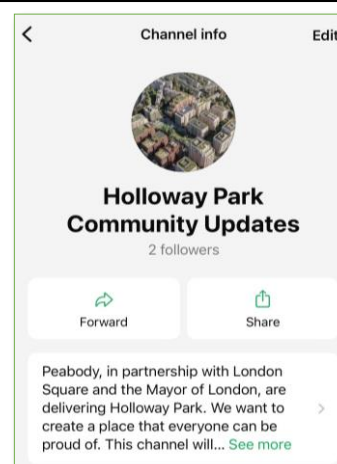 Channel info
Edit
Holloway Park
Community Updates
2 followers
Forward
Share
Peabody, in partnership with London
Square and the Mayor of London, are
delivering Holloway Park. We want to
create a place that everyone can be
proud of. This channel will... See more